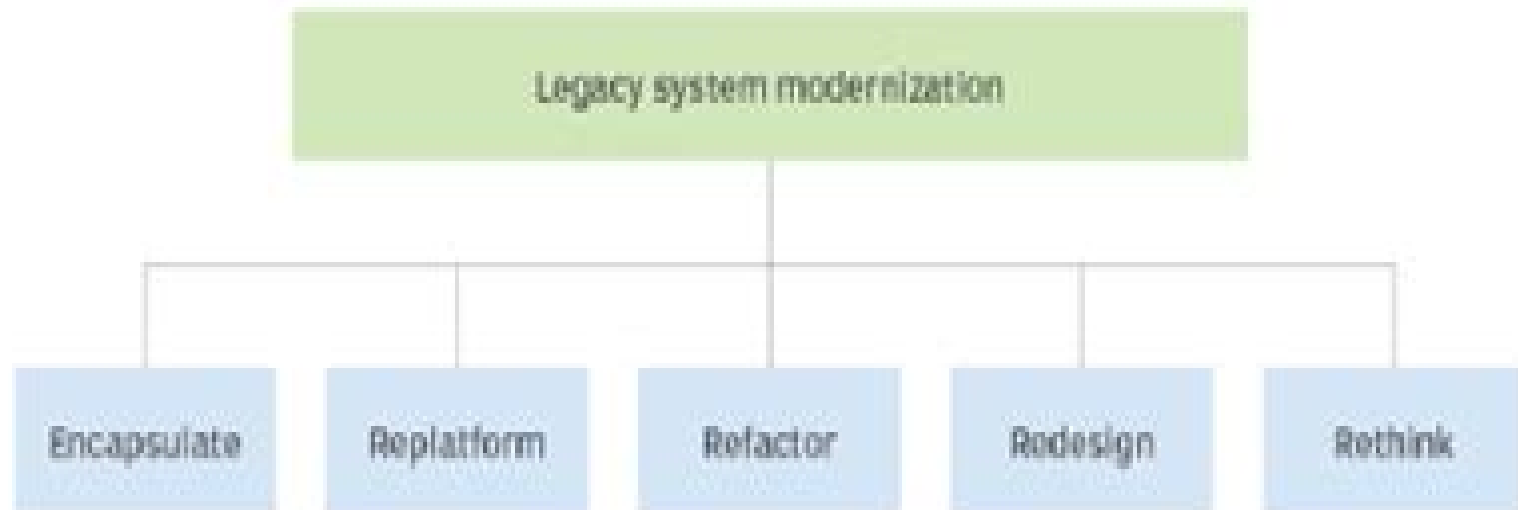 Legacy system modernization
Encapsulate
Replatform
Refactor
Redesign
Rethink